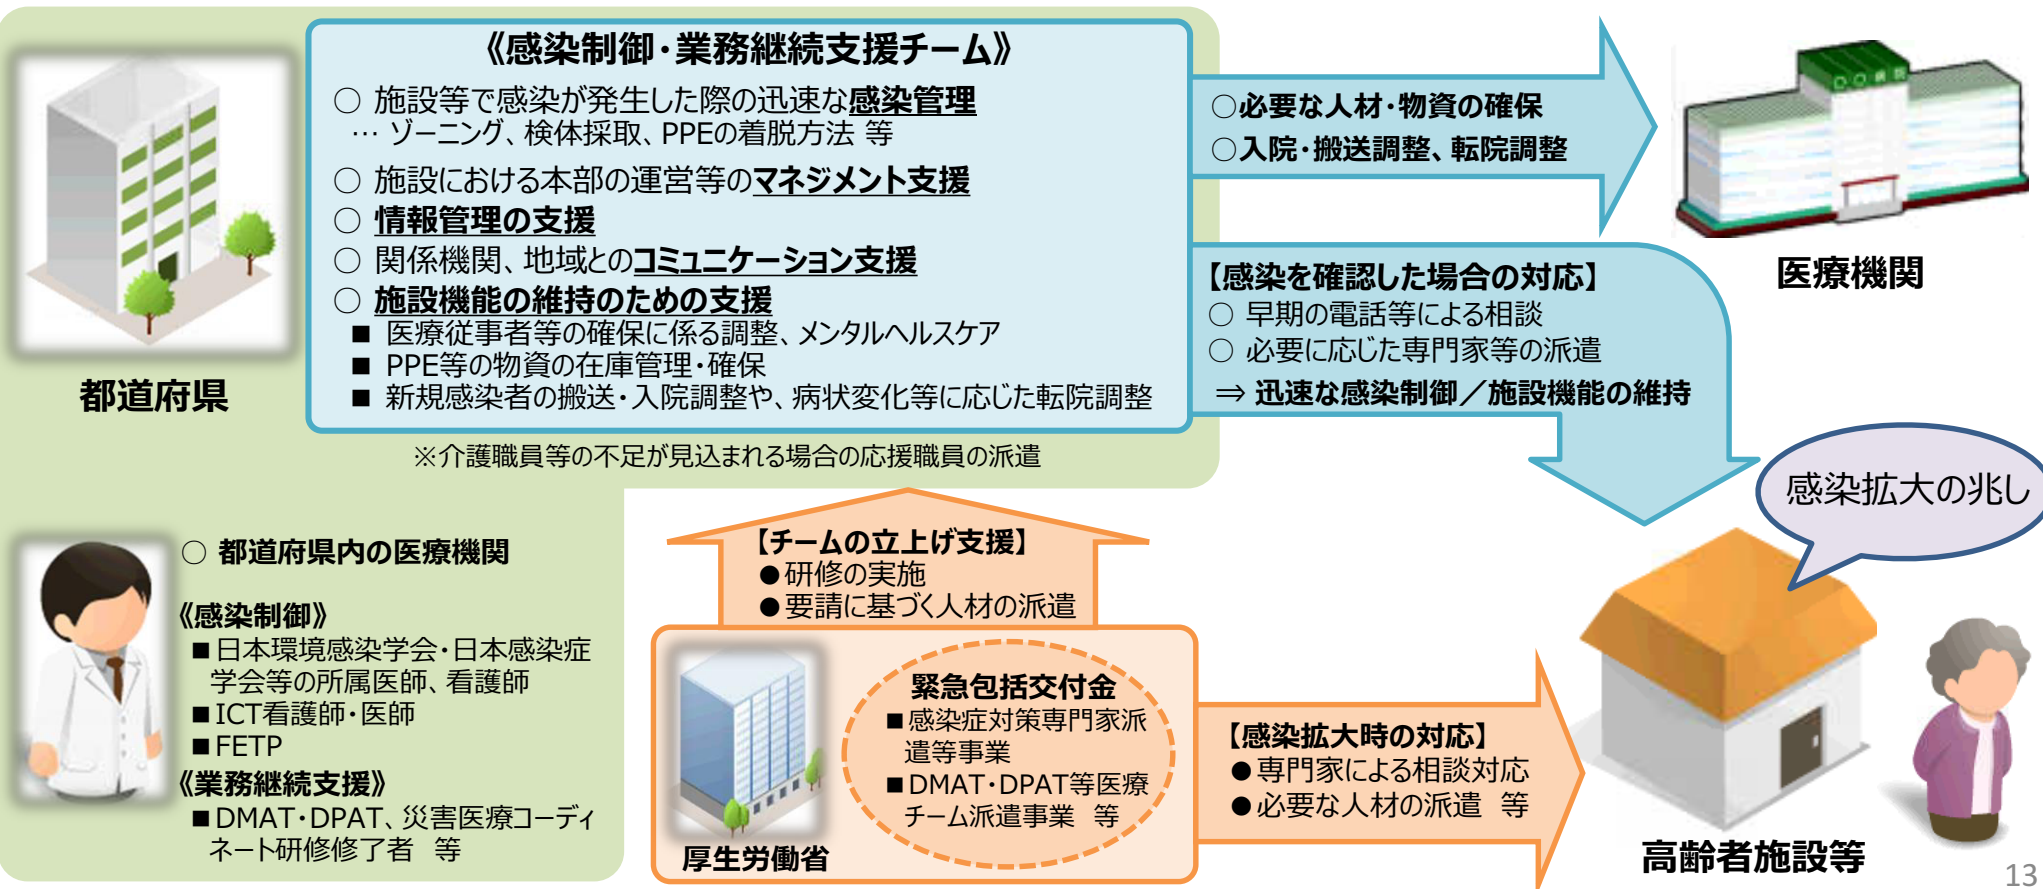 《感染制御・業務継続支援チーム》
○ 施設等で感染が発生した際の迅速な感染管理
… ゾーニング、検体採取、PPEの着脱方法 等
○ 施設における本部の運営等のマネジメント支援
○ 情報管理の支援
○ 関係機関、地域とのコミュニケーション支援
○ 施設機能の維持のための支援
■ 医療従事者等の確保に係る調整、メンタルヘルスケア
■ PPE等の物資の在庫管理・確保
■ 新規感染者の搬送・入院調整や、病状変化等に応じた転院調整
※介護職員等の不足が見込まれる場合の応援職員の派遣
都道府県
○必要な人材・物資の確保
○入院・搬送調整、転院調整
○○病院
医療機関
【感染を確認した場合の対応】
○ 早期の電話等による相談
○ 必要に応じた専門家等の派遣
⇒ 迅速な感染制御／施設機能の維持
感染拡大の兆し
○ 都道府県内の医療機関
《感染制御》
■日本環境感染学会・日本感染症
学会等の所属医師、看護師
■ICT看護師・医師
■FETP
《業務継続支援》
■DMAT・DPAT、災害医療コーディ
ネート研修修了者 等
【チームの立上げ支援】
●研修の実施
●要請に基づく人材の派遣
緊急包括交付金
■感染症対策専門家派
遣等事業
■DMAT・DPAT等医療
チーム派遣事業 等
厚生労働省
【感染拡大時の対応】
●専門家による相談対応
●必要な人材の派遣 等
高齢者施設等
13